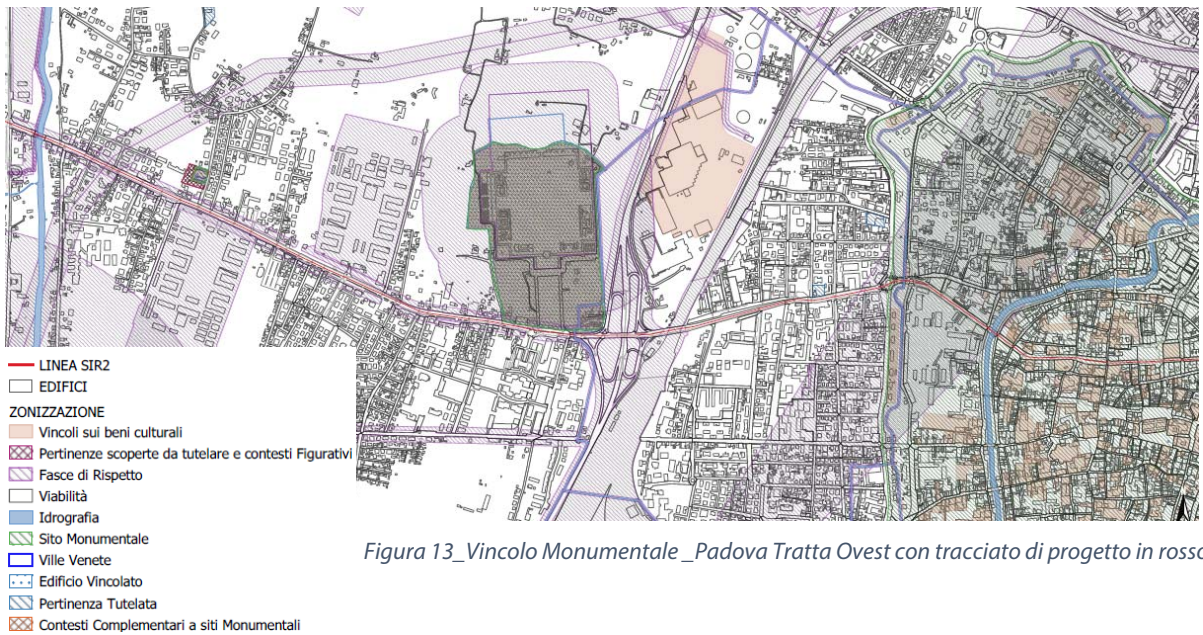 LINEA SIR2
EDIFICI
ZONIZZAZIONE
Vincoli sui beni culturali
Pertinenze scoperte da tutelare e contesti Figurativi
Fasce di Rispetto
Viabilità
Idrografia
Sito Monumentale
Ville Venete
Edificio Vincolato
Pertinenza Tutelata
Contesti Complementari a siti Monumentali
Figura 13_Vincolo Monumentale _Padova Tratta Ovest con tracciato di progetto in rosso